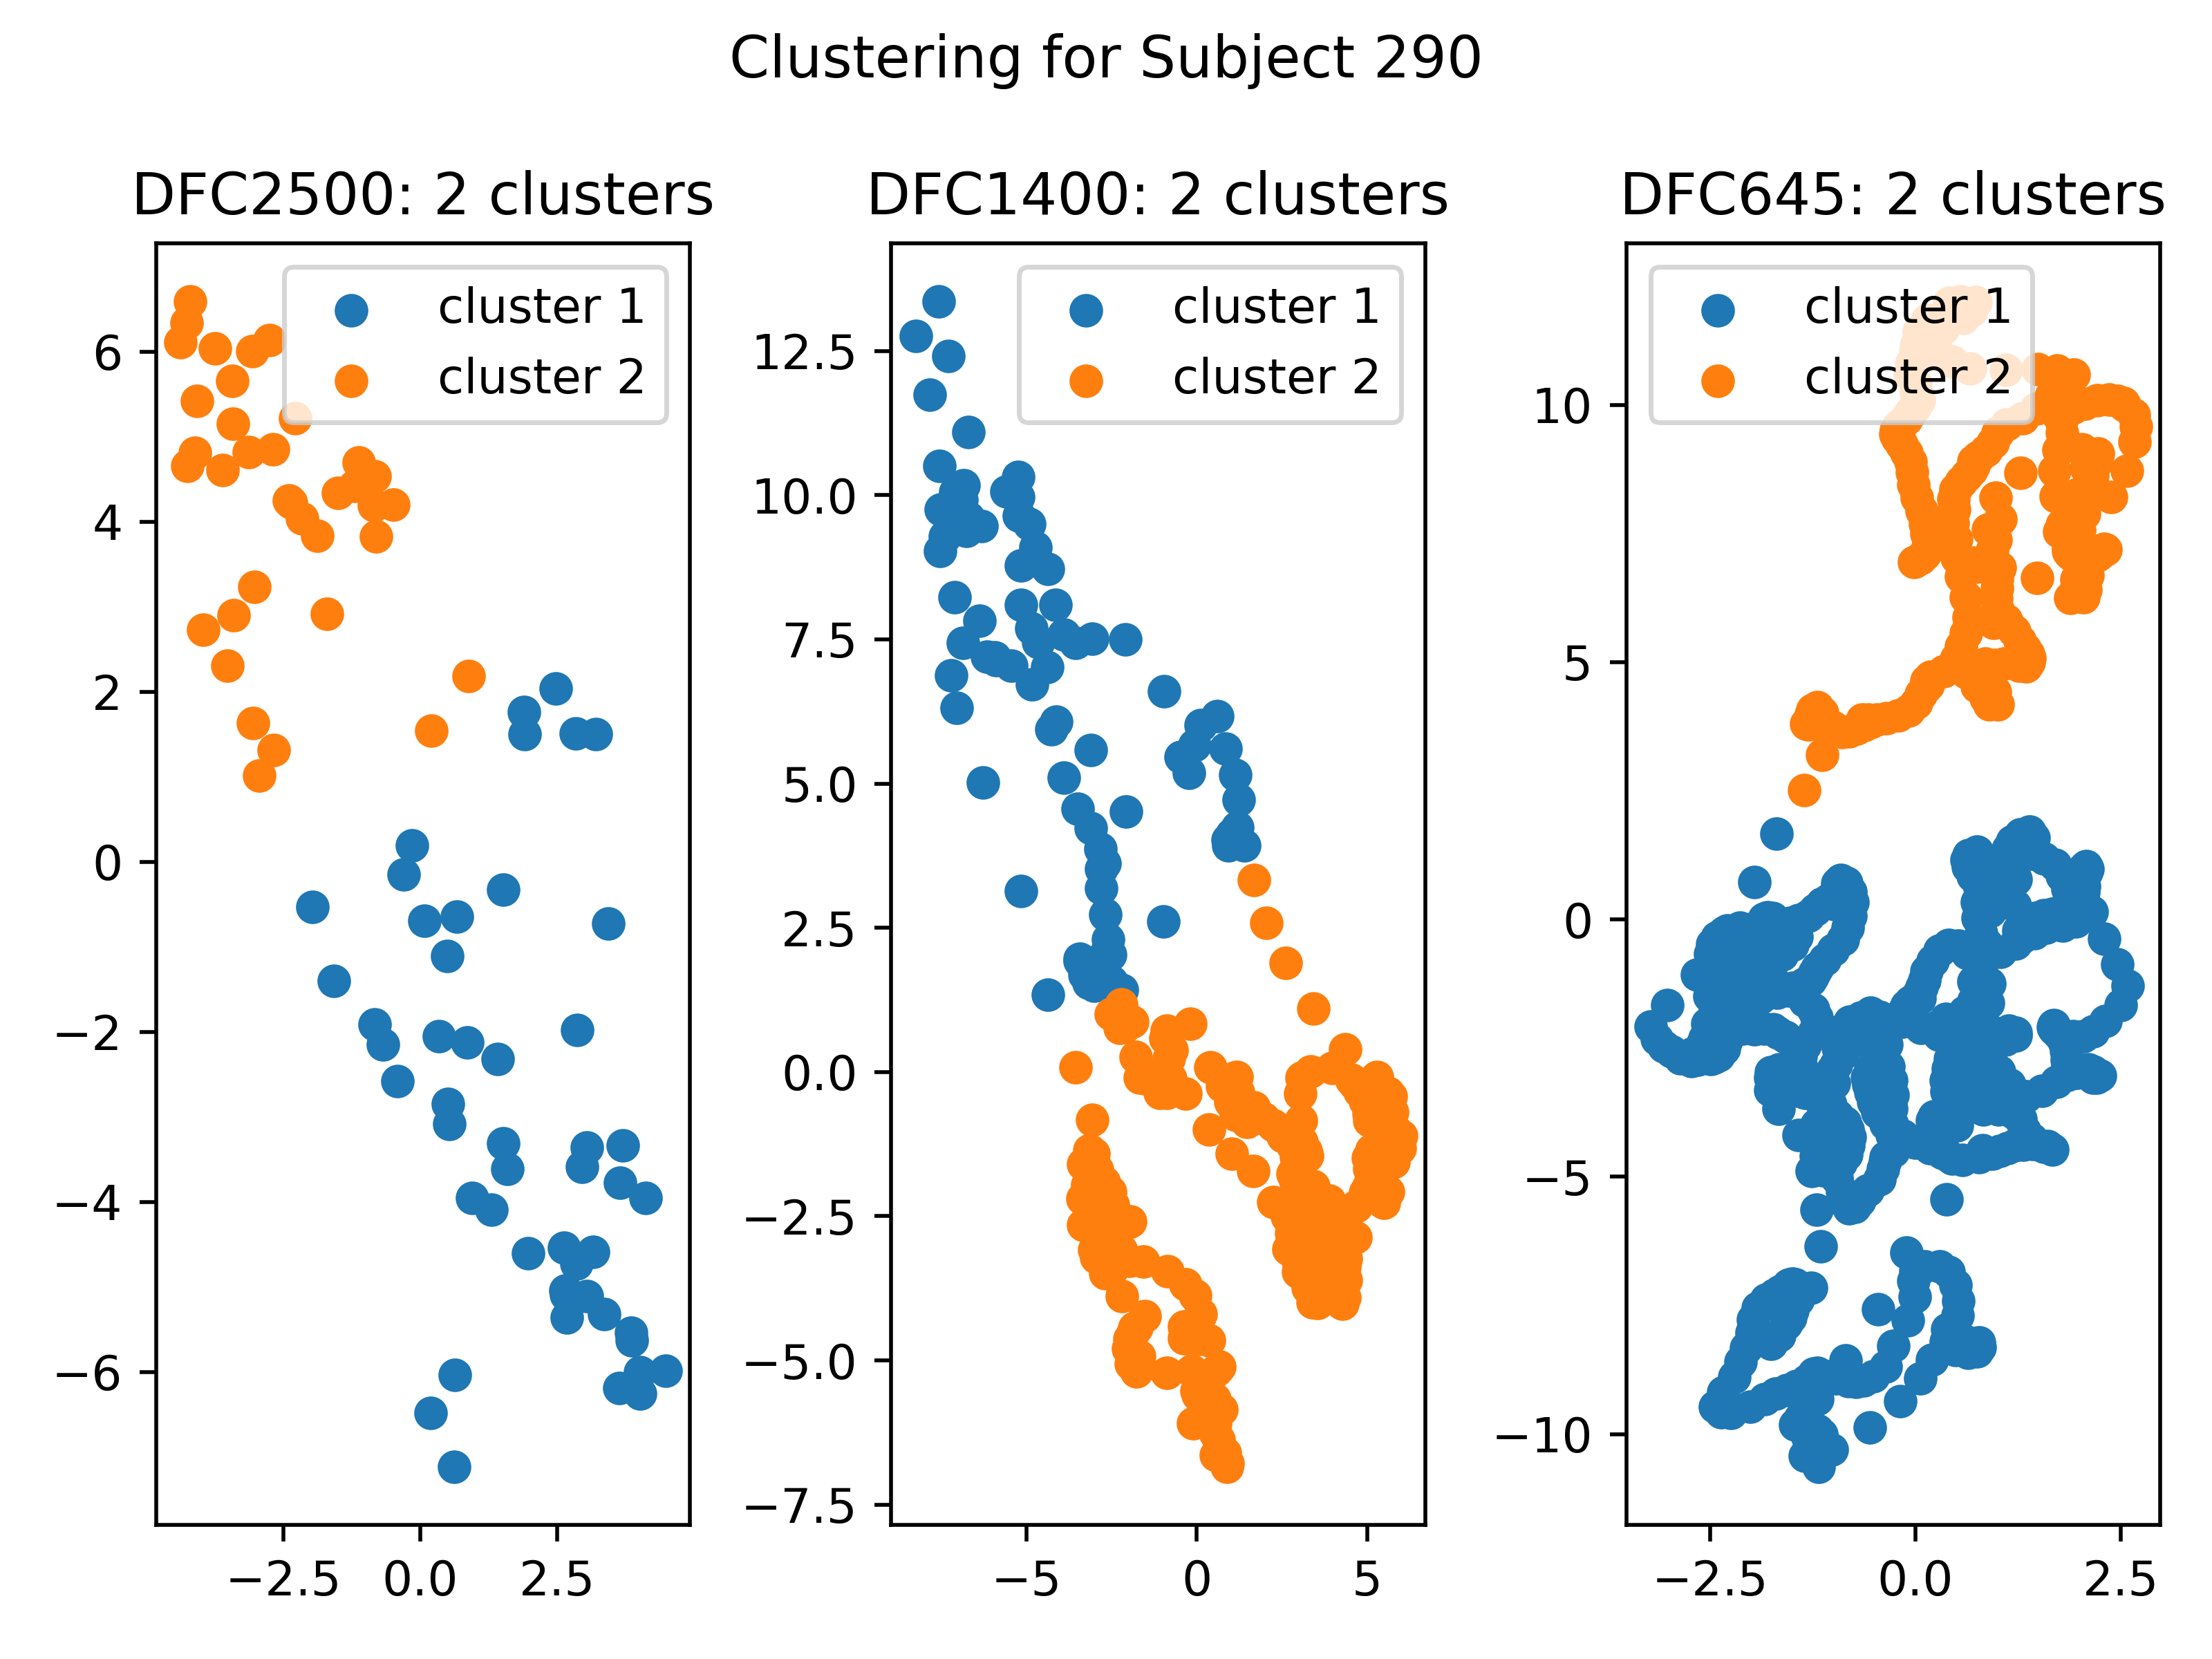 Clustering for Subject 290
DFC2500: 2 clusters
cluster 1
cluster 2
6
4
2
0
−2
−4
−6
−2.5 0.0 2.5
DFC1400: 2 clusters
cluster 1
cluster 2
12.5
10.0
7.5
5.0
2.5
0.0
−2.5
−5.0
−7.5
−5 0 5
DFC645: 2 clusters
cluster 1
cluster 2
10
5
0
−5
−10
−2.5 0.0 2.5